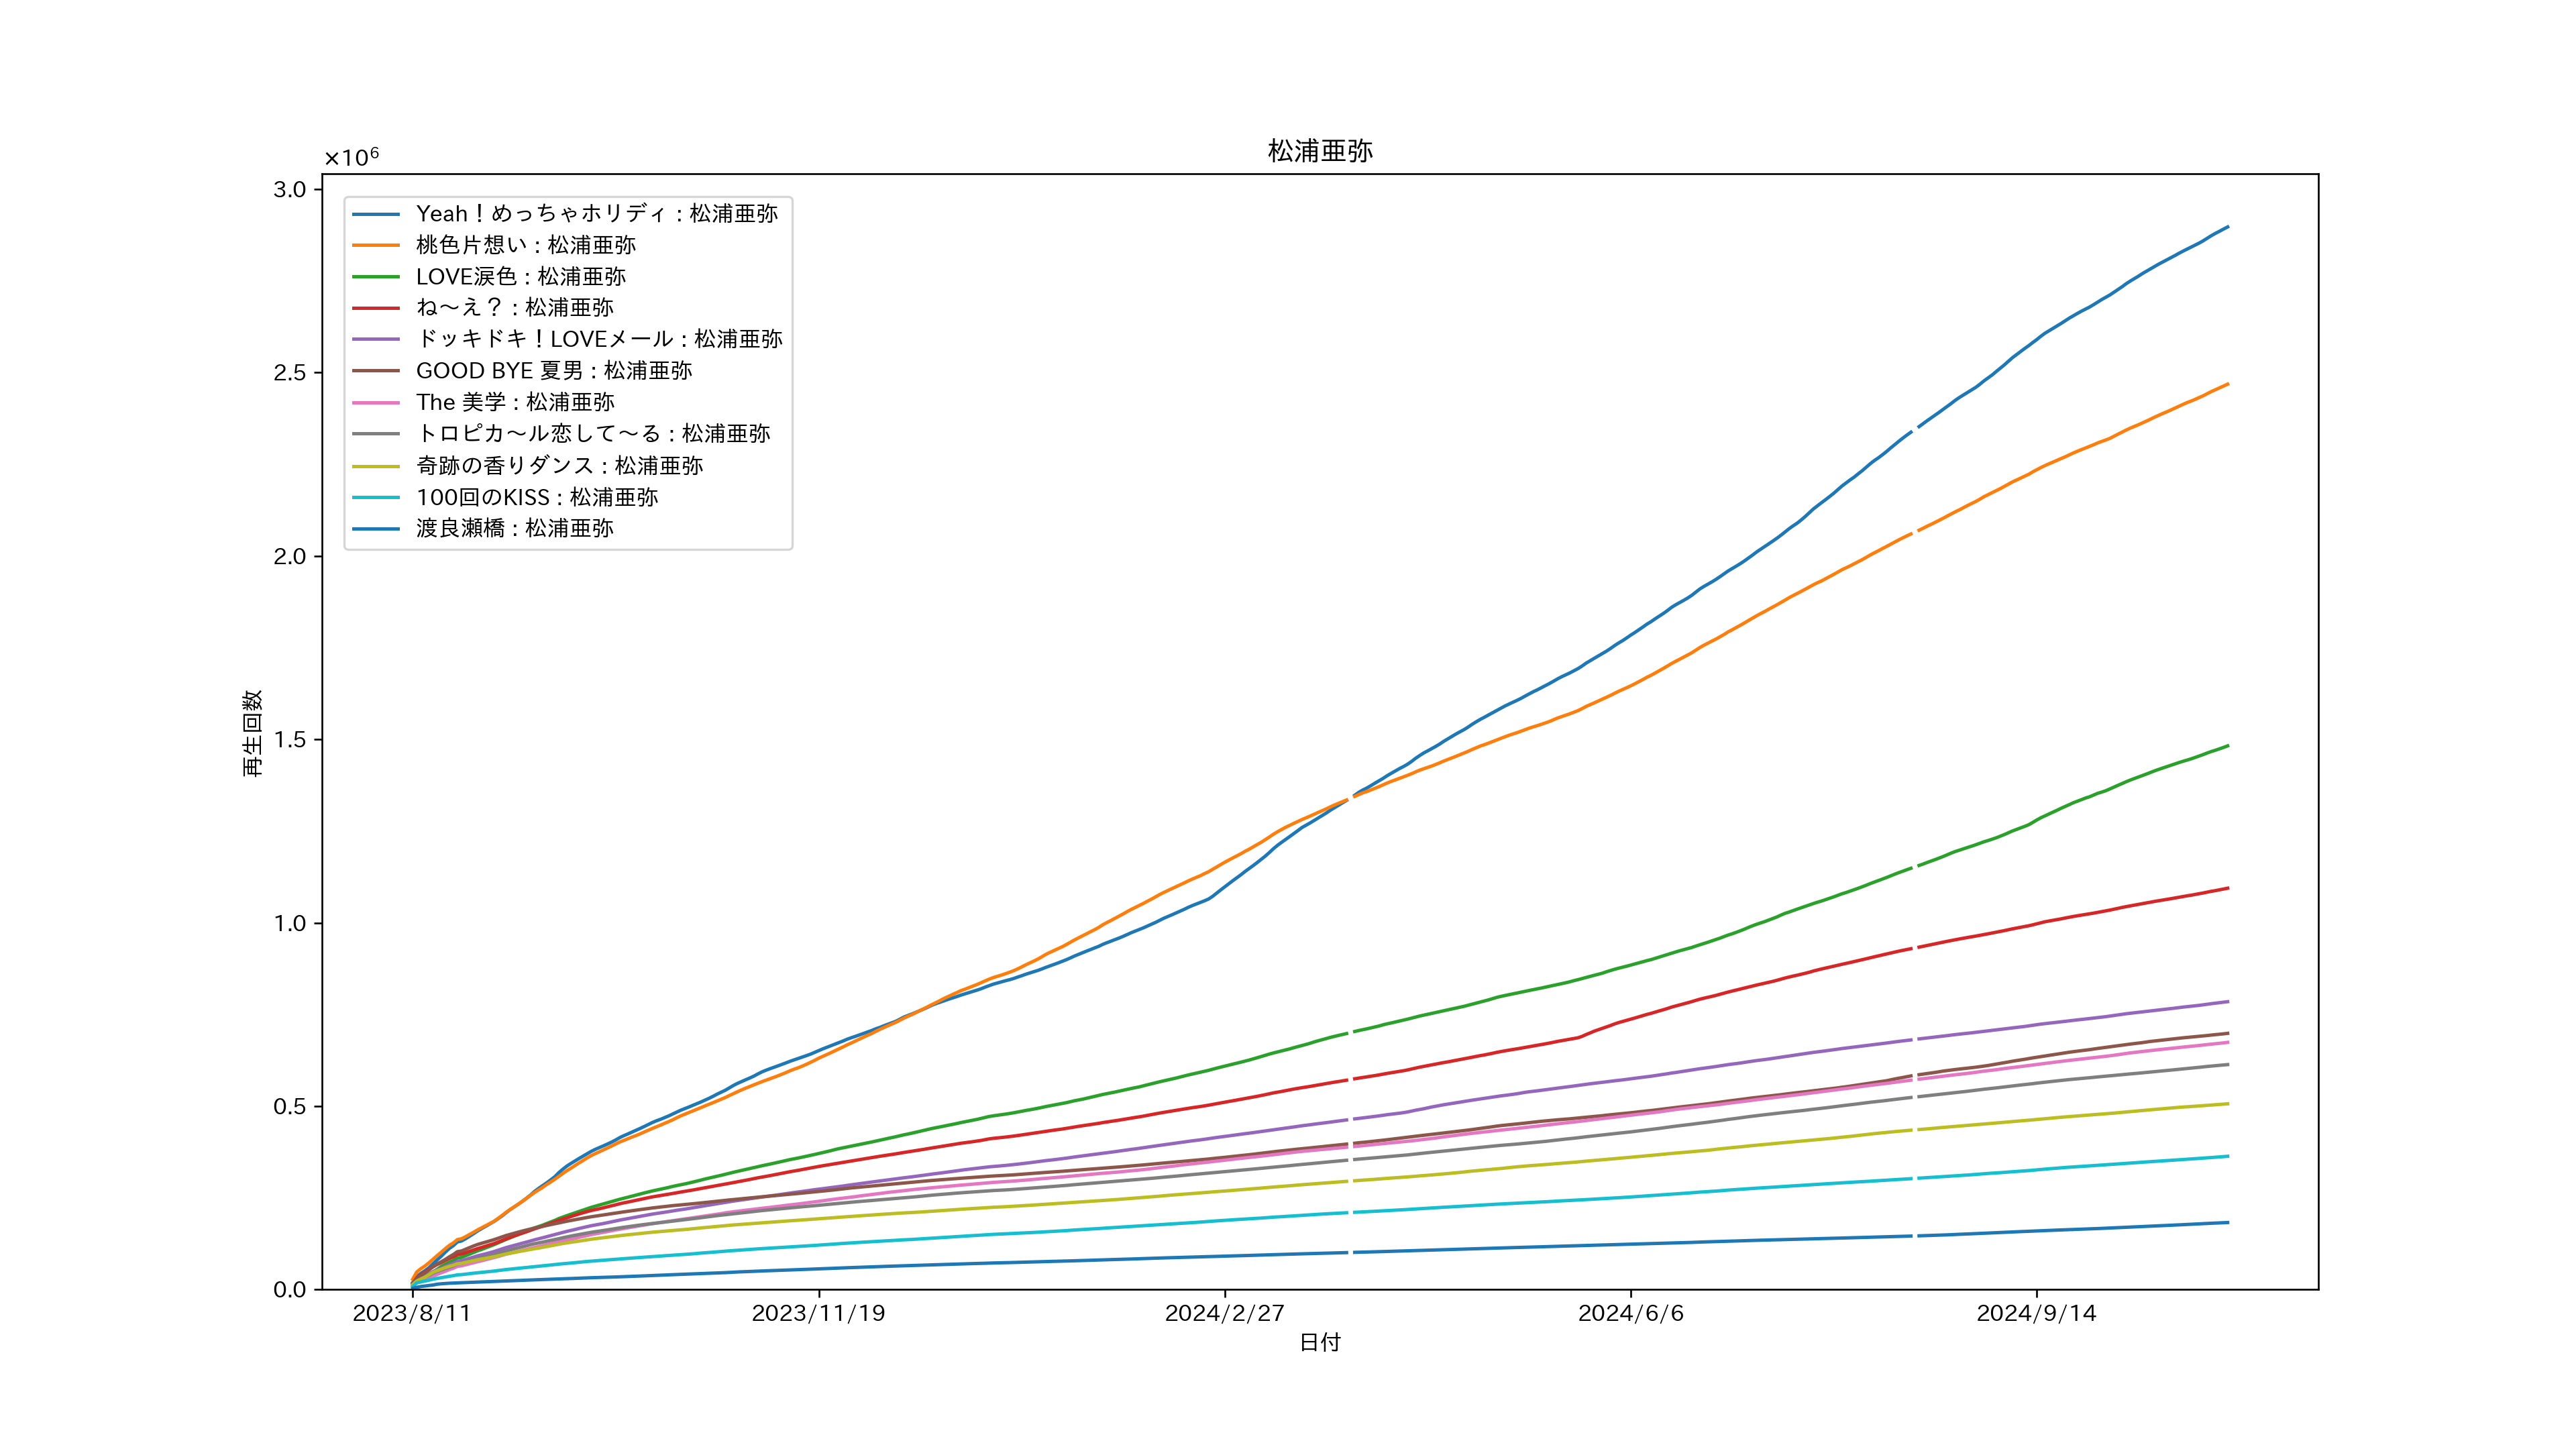 松浦亜弥
×10⁶
3.0
2.5
2.0
1.5
1.0
0.5
0.0
再生回数
Yeah！めっちゃホリディ : 松浦亜弥
桃色片想い : 松浦亜弥
LOVE涙色 : 松浦亜弥
ね～え？ : 松浦亜弥
ドッキドキ！LOVEメール : 松浦亜弥
GOOD BYE 夏男 : 松浦亜弥
The 美学 : 松浦亜弥
トロピカ～ル恋して～る : 松浦亜弥
奇跡の香りダンス : 松浦亜弥
100回のKISS : 松浦亜弥
渡良瀬橋 : 松浦亜弥
2023/8/11 2023/11/19 2024/2/27 2024/6/6 2024/9/14
日付